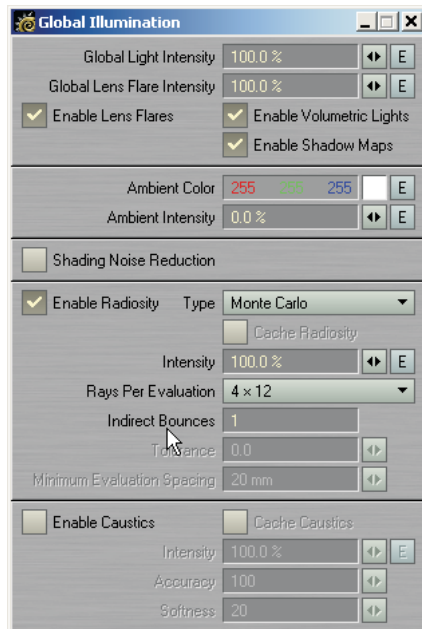 Global Illumination
Global Light Intensity 100.0 % E
Global Lens Flare Intensity 100.0 % E
Enable Lens Flares Enable Volumetric Lights
Enable Shadow Maps
Ambient Color 255 255 255 E
Ambient Intensity 0.0 % E
Shading Noise Reduction
Enable Radiosity Type Monte Carlo
Cache Radiosity
Intensity 100.0 % E
Rays Per Evaluation 4 × 12
Indirect Bounces 1
Tolerance 0.0
Minimum Evaluation Spacing 20 mm
Enable Caustics Cache Caustics
Intensity 100.0 % E
Accuracy 100
Softness 20